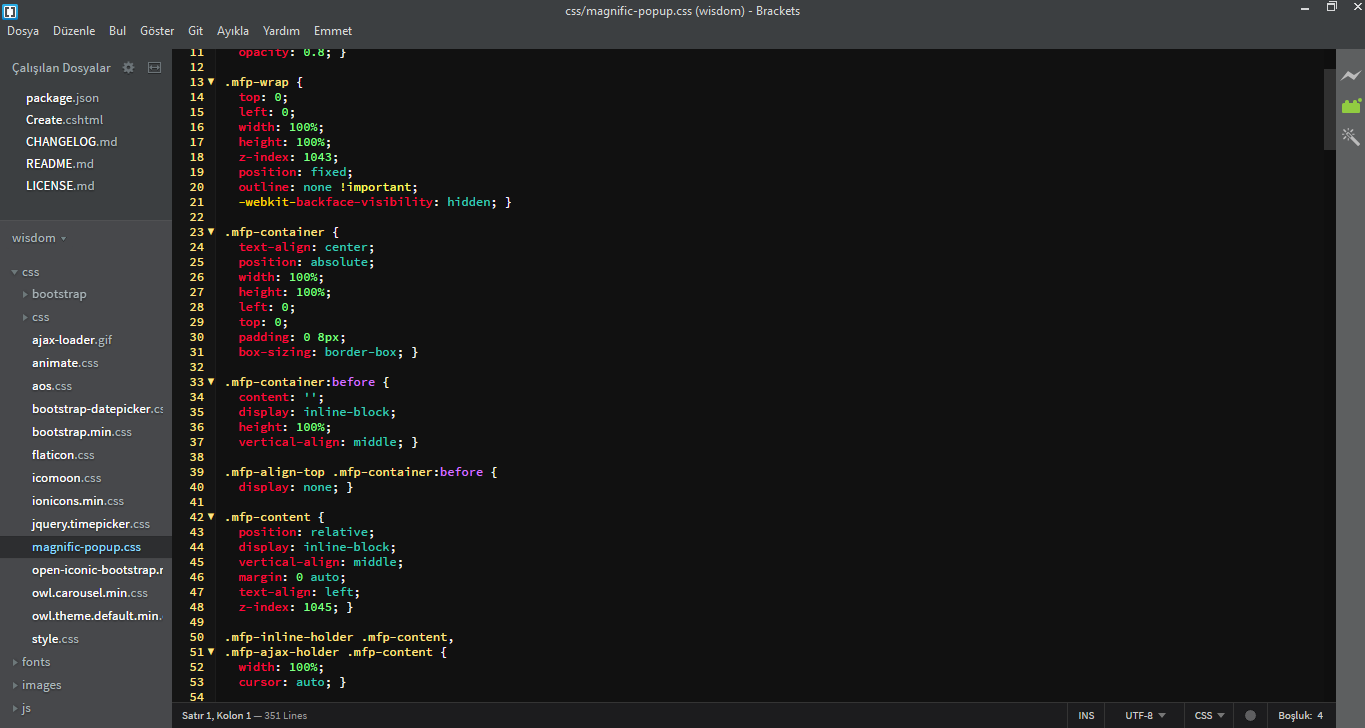 css/magnific-popup.css (wisdom) - Brackets
Dosya Düzenle Bul Göster Git Ayıkla Yardım Emmet
Çalışılan Dosyalar
package.json
Create.cshtml
CHANGELOG.md
README.md
LICENSE.md
wisdom
css
bootstrap
css
ajax-loader.gif
animate.css
aos.css
bootstrap-datepicker.cs
bootstrap.min.css
flaticon.css
icomoon.css
ionicons.min.css
jquery.timepicker.css
magnific-popup.css
open-iconic-bootstrap.r
owl.carousel.min.css
owl.theme.default.min.
style.css
fonts
images
js
11 opacity: 0.8; }
12
13 .mfp-wrap {
14 top: 0;
15 left: 0;
16 width: 100%;
17 height: 100%;
18 z-index: 1043;
19 position: fixed;
20 outline: none !important;
21 -webkit-backface-visibility: hidden; }
22
23 .mfp-container {
24 text-align: center;
25 position: absolute;
26 width: 100%;
27 height: 100%;
28 left: 0;
29 top: 0;
30 padding: 0 8px;
31 box-sizing: border-box; }
32
33 .mfp-container:before {
34 content: '';
35 display: inline-block;
36 height: 100%;
37 vertical-align: middle; }
38
39 .mfp-align-top .mfp-container:before {
40 display: none; }
41
42 .mfp-content {
43 position: relative;
44 display: inline-block;
45 vertical-align: middle;
46 margin: 0 auto;
47 text-align: left;
48 z-index: 1045; }
49
50 .mfp-inline-holder .mfp-content,
51 .mfp-ajax-holder .mfp-content {
52 width: 100%;
53 cursor: auto; }
54
Satır 1, Kolon 1 — 351 Lines
INS UTF-8 CSS Boşluk: 4